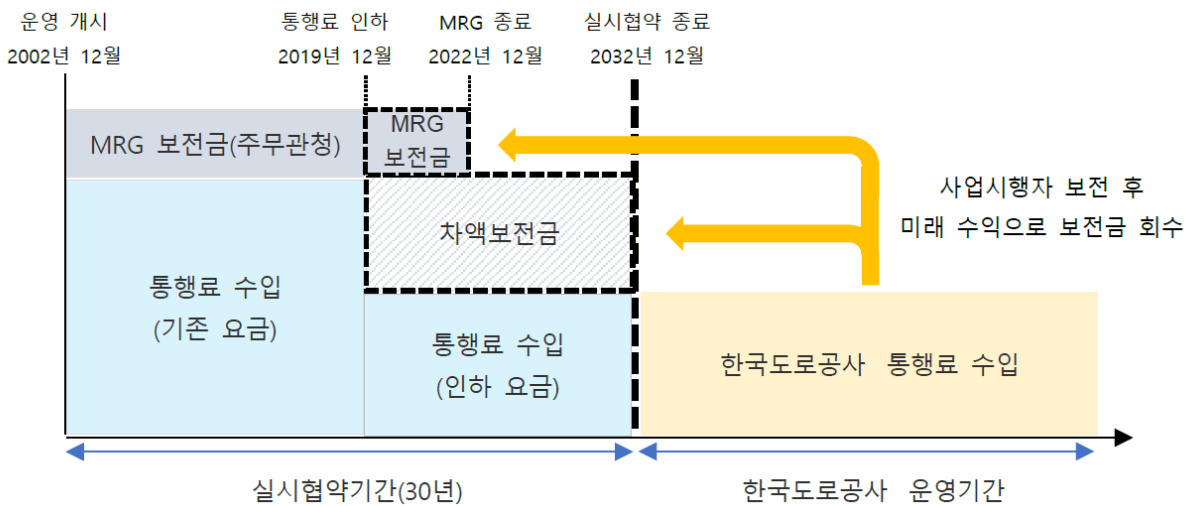 운영 개시
2002년 12월
통행료 인하
2019년 12월
MRG 종료
2022년 12월
실시협약 종료
2032년 12월
MRG 보전금(주무관청)
MRG
보전금
차액보전금
사업시행자 보전 후
미래 수익으로 보전금 회수
통행료 수입
(기존 요금)
통행료 수입
(인하 요금)
한국도로공사 통행료 수입
실시협약기간(30년)
한국도로공사 운영기간